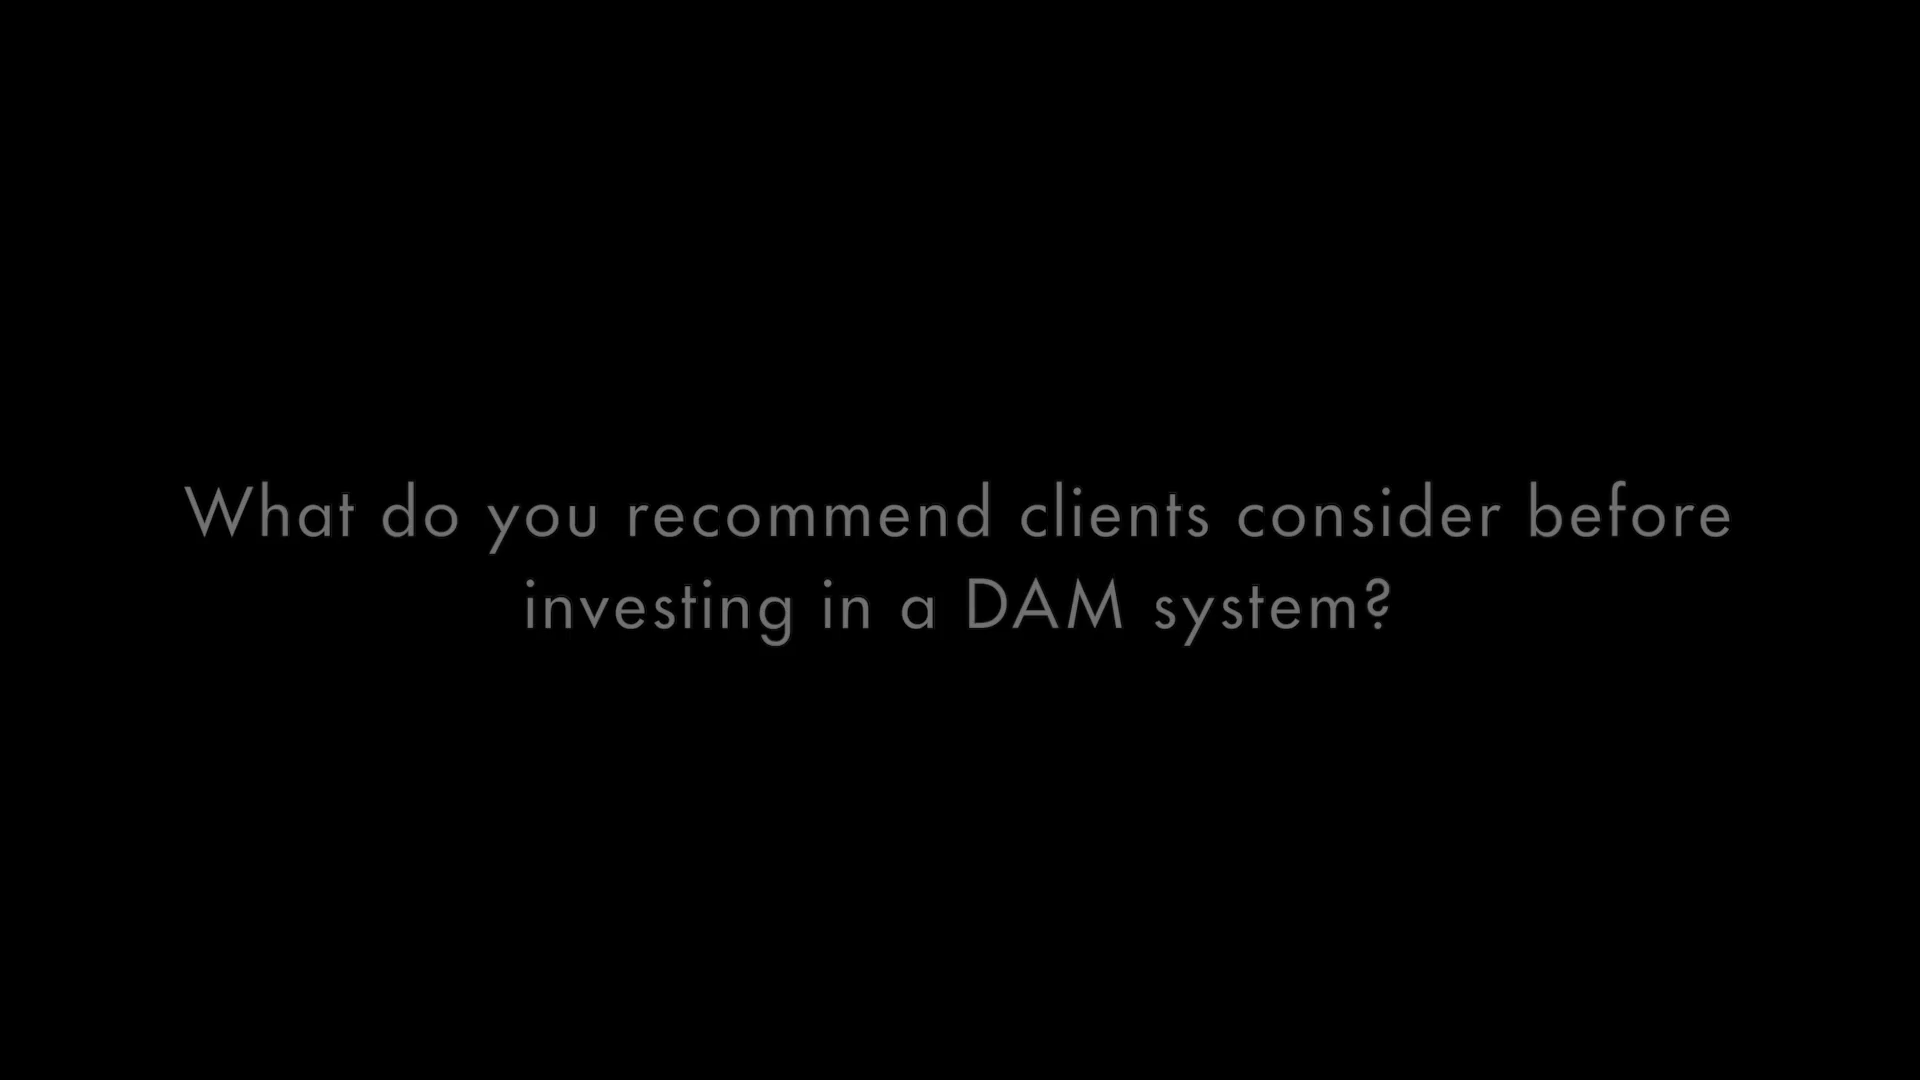 What do you recommend clients consider before
investing in a DAM system?